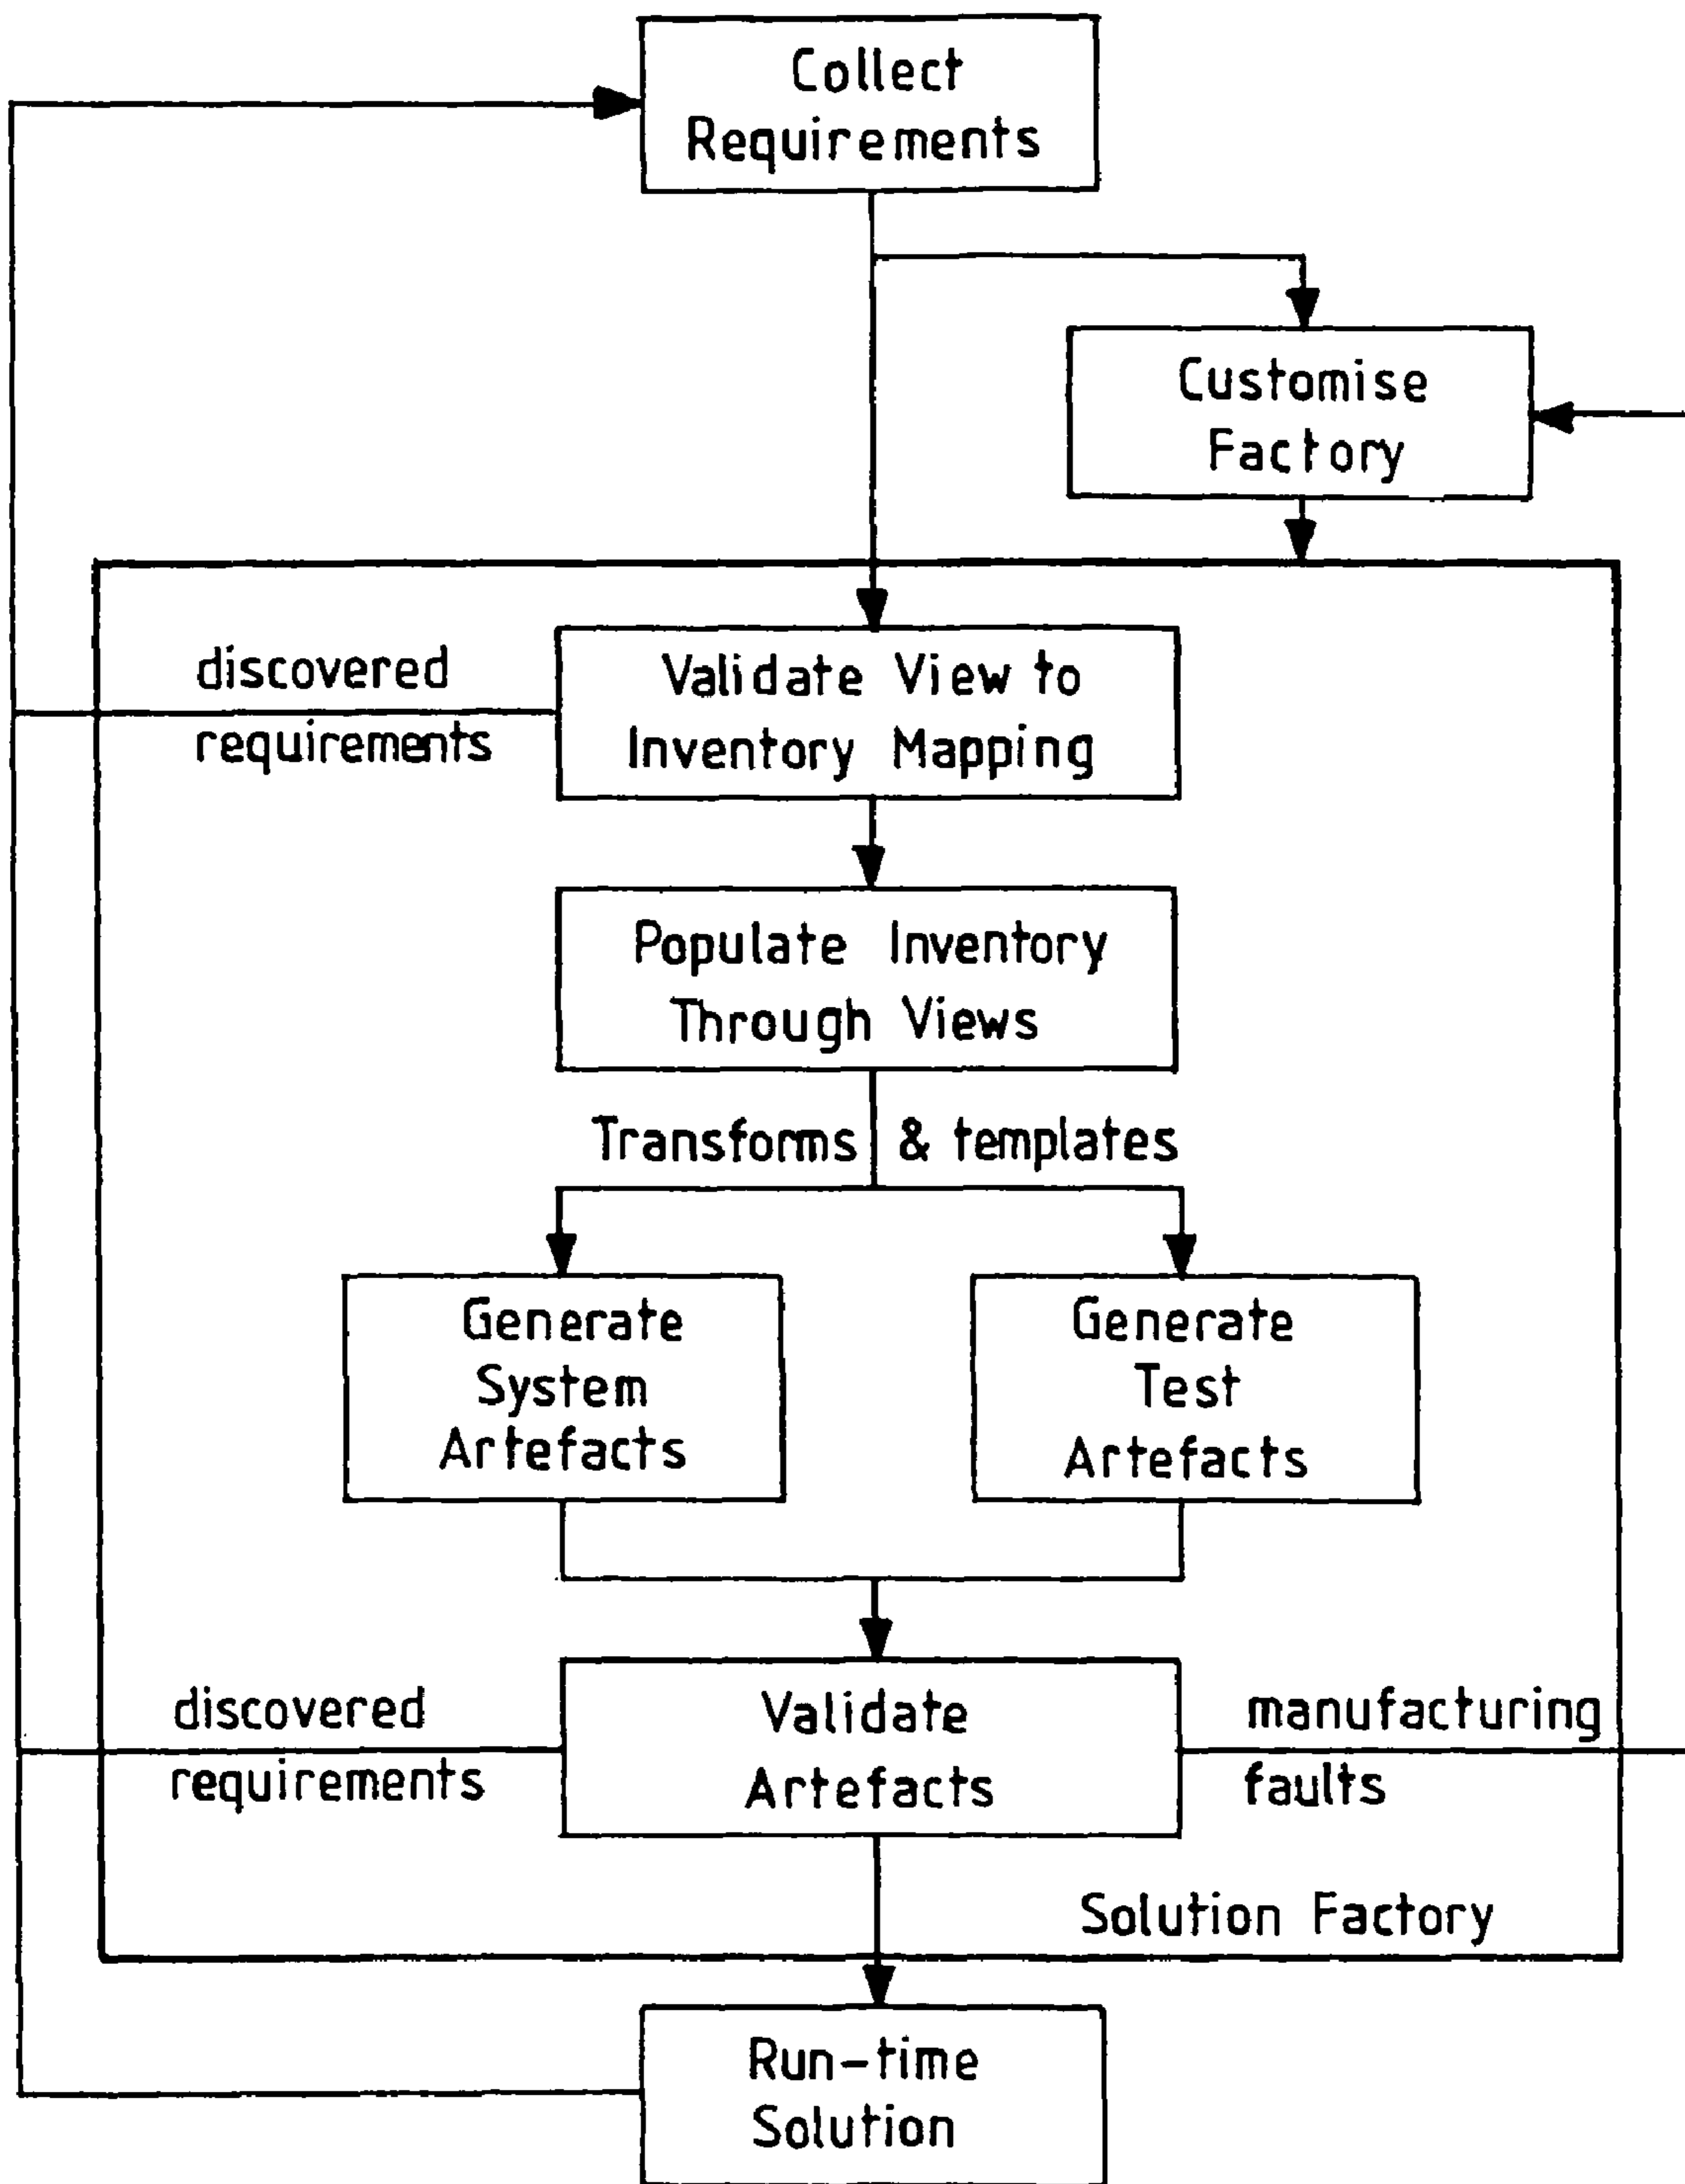 Collect
Requirements
Customise
Factory
discovered
requirements
Validate View to
Inventory Mapping
Populate Inventory
Through Views
Transforms & templates
Generate
System
Artefacts
Generate
Test
Artefacts
discovered
requirements
Validate
Artefacts
manufacturing
faults
Solution Factory
Run-time
Solution